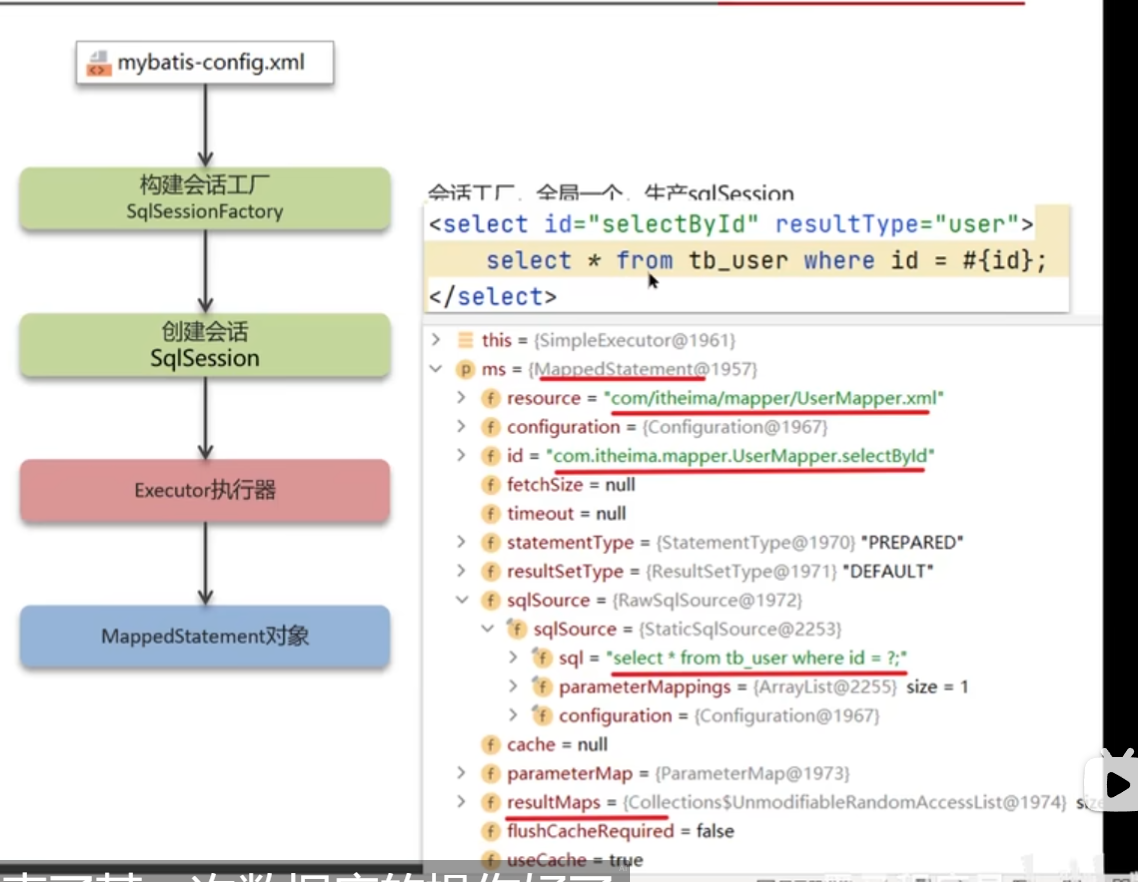 mybatis-config.xml
构建会话工厂
SqlSessionFactory
创建会话
SqlSession
Executor执行器
MappedStatement对象
会话工厂，全局一个，生产sqlSession
<select id="selectById" resultType="user">
select * from tb_user where id = #{id};
</select>
this = {SimpleExecutor@1961}
ms = {MappedStatement@1957}
resource = "com/itheima/mapper/UserMapper.xml"
configuration = {Configuration@1967}
id = "com.itheima.mapper.UserMapper.selectById"
fetchSize = null
timeout = null
statementType = {StatementType@1970} "PREPARED"
resultSetType = {ResultSetType@1971} "DEFAULT"
sqlSource = {RawSqlSource@1972}
sqlSource = {StaticSqlSource@2253}
sql = "select * from tb_user where id = ?;"
parameterMappings = {ArrayList@2255} size = 1
configuration = {Configuration@1967}
cache = null
parameterMap = {ParameterMap@1973}
resultMaps = {Collections$UnmodifiableRandomAccessList@1974}
flushCacheRequired = false
useCache = true